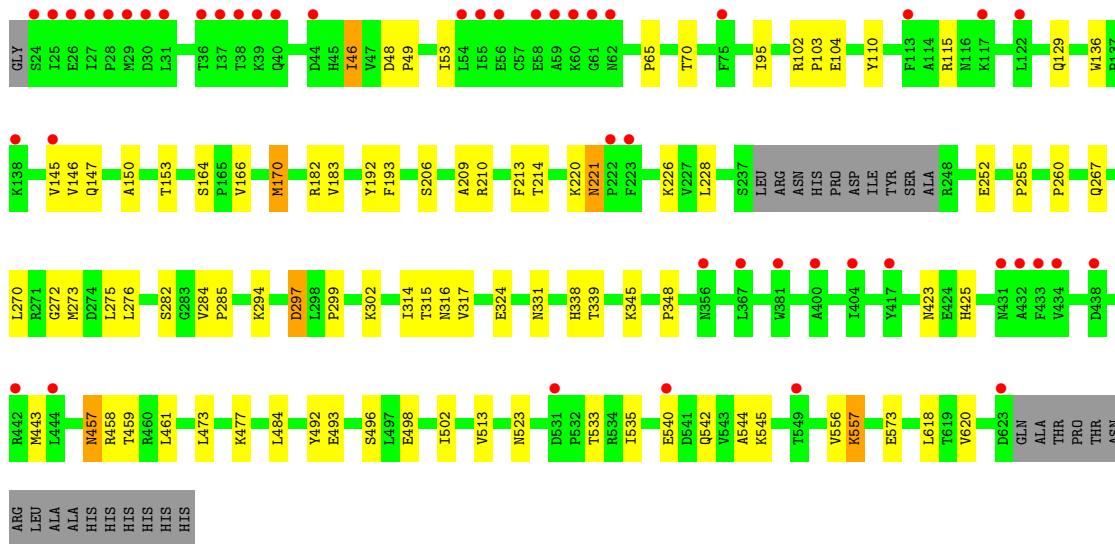 GLY S24 I25 E26 I27 P28 M29 D30 L31 T36 I37 T38 K39 Q40 D44 H45 I46 V47 D48 P49 I53 L54 I55 E56 C57 E58 A59 K60 G61 N62 P65 T70 F75 I95 R102 P103 E104 Y110 F113 A114 R115 N116 K117 L122 Q129 W136 P137
K138 V145 V146 Q147 A150 T153 S164 P165 V166 M170 R182 V183 Y192 F193 S206 A209 R210 F213 T214 K220 N221 P222 F223 K226 V227 L228 S237 LEU ARG ASN HIS PRO ASP ILE TYR SER ALA R248 E252 P255 P260 Q267
L270 R271 G272 M273 D274 L275 L276 S282 G283 V284 P285 K294 D297 L298 P299 K302 I314 T315 N316 V317 E324 N331 H338 T339 K345 P348 N356 L367 W381 A400 I404 Y417 N423 E424 H425 N431 A432 F433 V434 D438
R442 M443 L444 N457 R458 T459 R460 L461 L473 K477 L484 Y492 E493 S496 L497 E498 I502 V513 N523 D531 P532 T533 R534 I535 E540 D541 Q542 V543 A544 K545 T549 V556 K557 E573 L618 T619 V620 D623 GLN ALA THR PRO THR ASN
ARG LEU ALA ALA HIS HIS HIS HIS HIS HIS